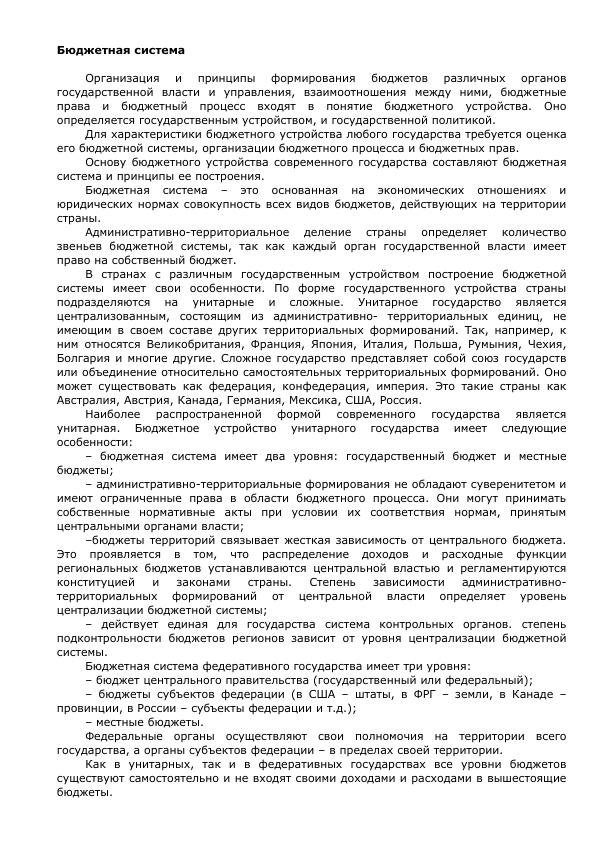 Бюджетная система
Организация и принципы формирования бюджетов различных органов
государственной власти и управления, взаимоотношения между ними, бюджетные
права и бюджетный процесс входят в понятие бюджетного устройства. Оно
определяется государственным устройством, и государственной политикой.
Для характеристики бюджетного устройства любого государства требуется оценка
его бюджетной системы, организации бюджетного процесса и бюджетных прав.
Основу бюджетного устройства современного государства составляют бюджетная
система и принципы ее построения.
Бюджетная система – это основанная на экономических отношениях и
юридических нормах совокупность всех видов бюджетов, действующих на территории
страны.
Административно-территориальное деление страны определяет количество
звеньев бюджетной системы, так как каждый орган государственной власти имеет
право на собственный бюджет.
В странах с различным государственным устройством построение бюджетной
системы имеет свои особенности. По форме государственного устройства страны
подразделяются на унитарные и сложные. Унитарное государство является
централизованным, состоящим из административно- территориальных единиц, не
имеющим в своем составе других территориальных формирований. Так, например, к
ним относятся Великобритания, Франция, Япония, Италия, Польша, Румыния, Чехия,
Болгария и многие другие. Сложное государство представляет собой союз государств
или объединение относительно самостоятельных территориальных формирований. Оно
может существовать как федерация, конфедерация, империя. Это такие страны как
Австралия, Австрия, Канада, Германия, Мексика, США, Россия.
Наиболее распространенной формой современного государства является
унитарная. Бюджетное устройство унитарного государства имеет следующие
особенности:
– бюджетная система имеет два уровня: государственный бюджет и местные
бюджеты;
– административно-территориальные формирования не обладают суверенитетом и
имеют ограниченные права в области бюджетного процесса. Они могут принимать
собственные нормативные акты при условии их соответствия нормам, принятым
центральными органами власти;
–бюджеты территорий связывает жесткая зависимость от центрального бюджета.
Это проявляется в том, что распределение доходов и расходные функции
региональных бюджетов устанавливаются центральной властью и регламентируются
конституцией и законами страны. Степень зависимости административно-
территориальных формирований от центральной власти определяет уровень
централизации бюджетной системы;
– действует единая для государства система контрольных органов. степень
подконтрольности бюджетов регионов зависит от уровня централизации бюджетной
системы.
Бюджетная система федеративного государства имеет три уровня:
– бюджет центрального правительства (государственный или федеральный);
– бюджеты субъектов федерации (в США – штаты, в ФРГ – земли, в Канаде –
провинции, в России – субъекты федерации и т.д.);
– местные бюджеты.
Федеральные органы осуществляют свои полномочия на территории всего
государства, а органы субъектов федерации – в пределах своей территории.
Как в унитарных, так и в федеративных государствах все уровни бюджетов
существуют самостоятельно и не входят своими доходами и расходами в вышестоящие
бюджеты.